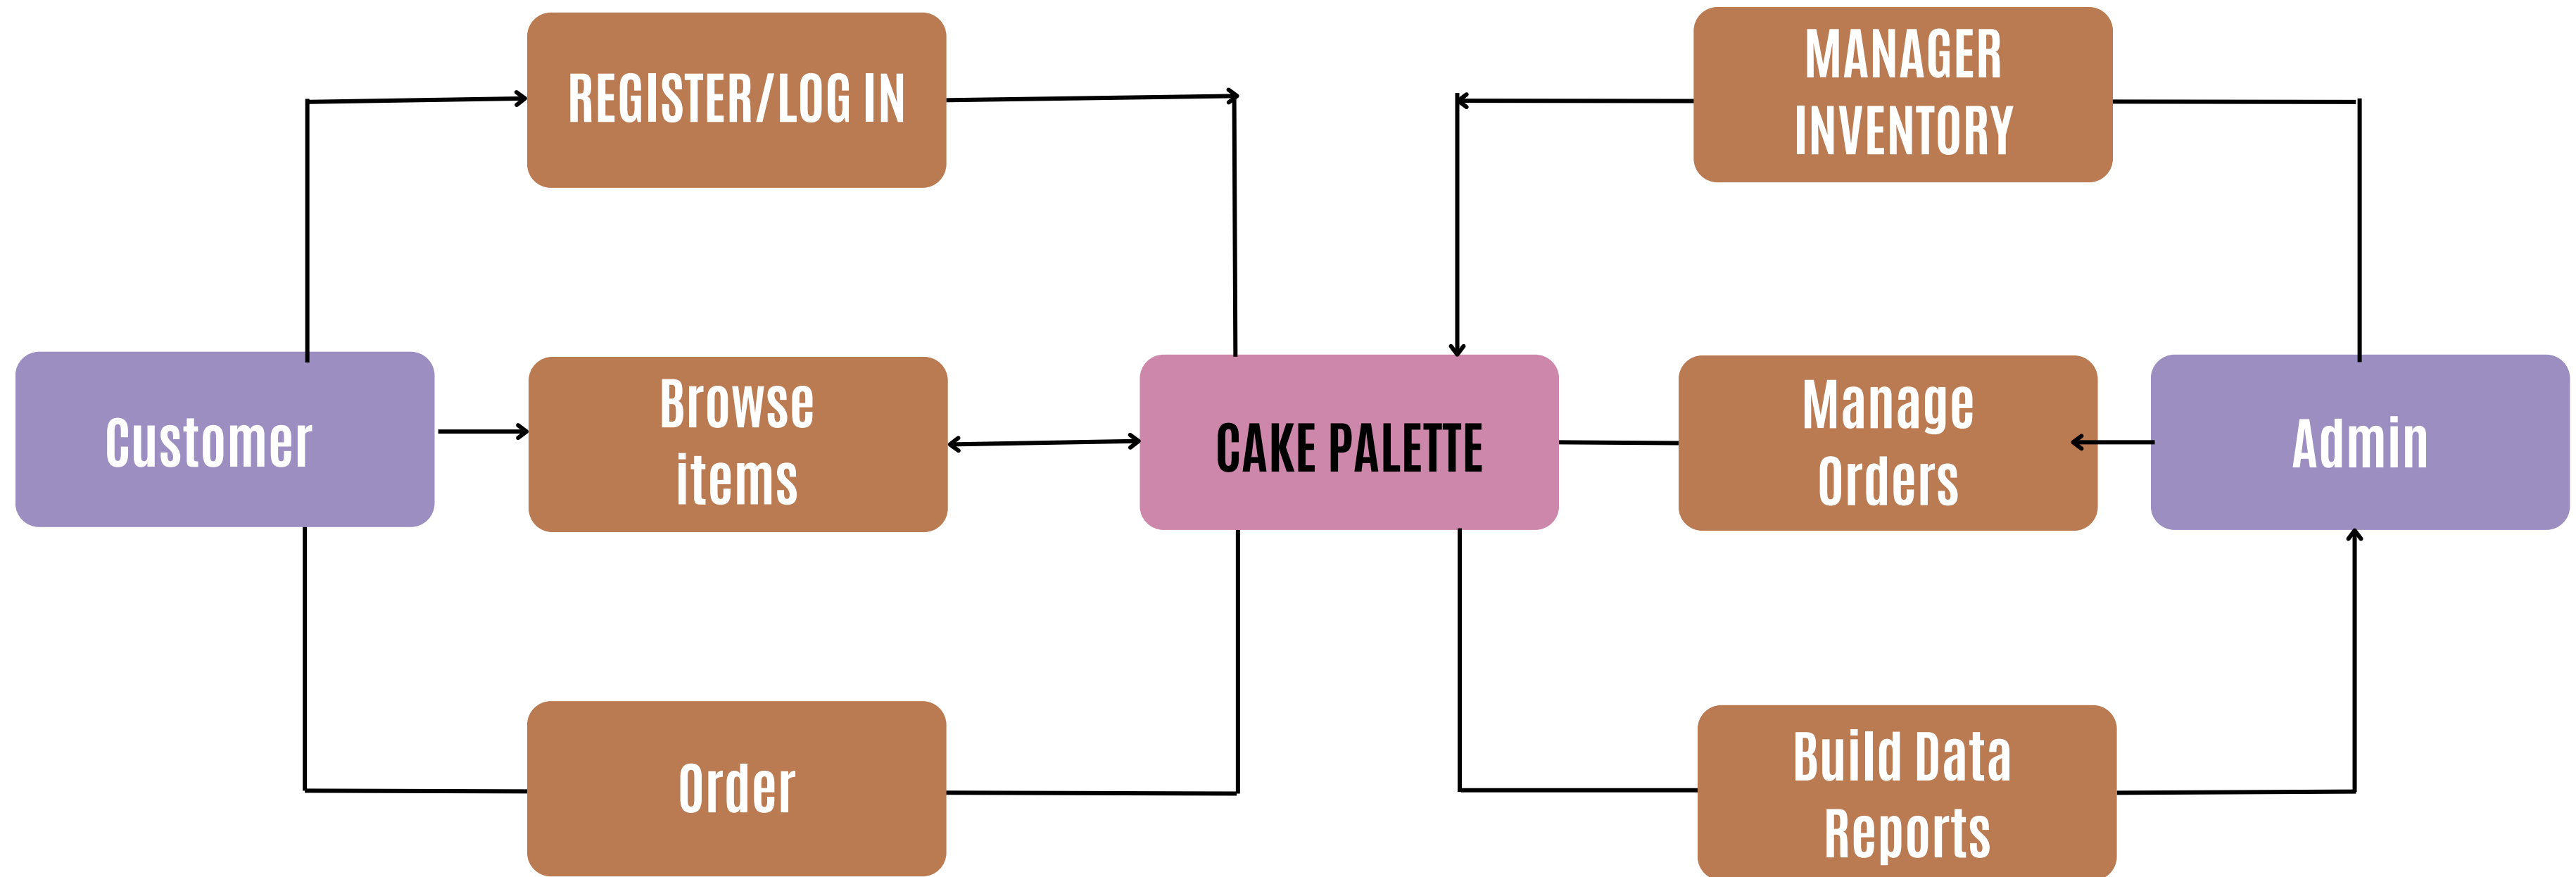 REGISTER/LOG IN
MANAGER
INVENTORY
Customer
Browse
items
CAKE PALETTE
Manage
Orders
Admin
Order
Build Data
Reports